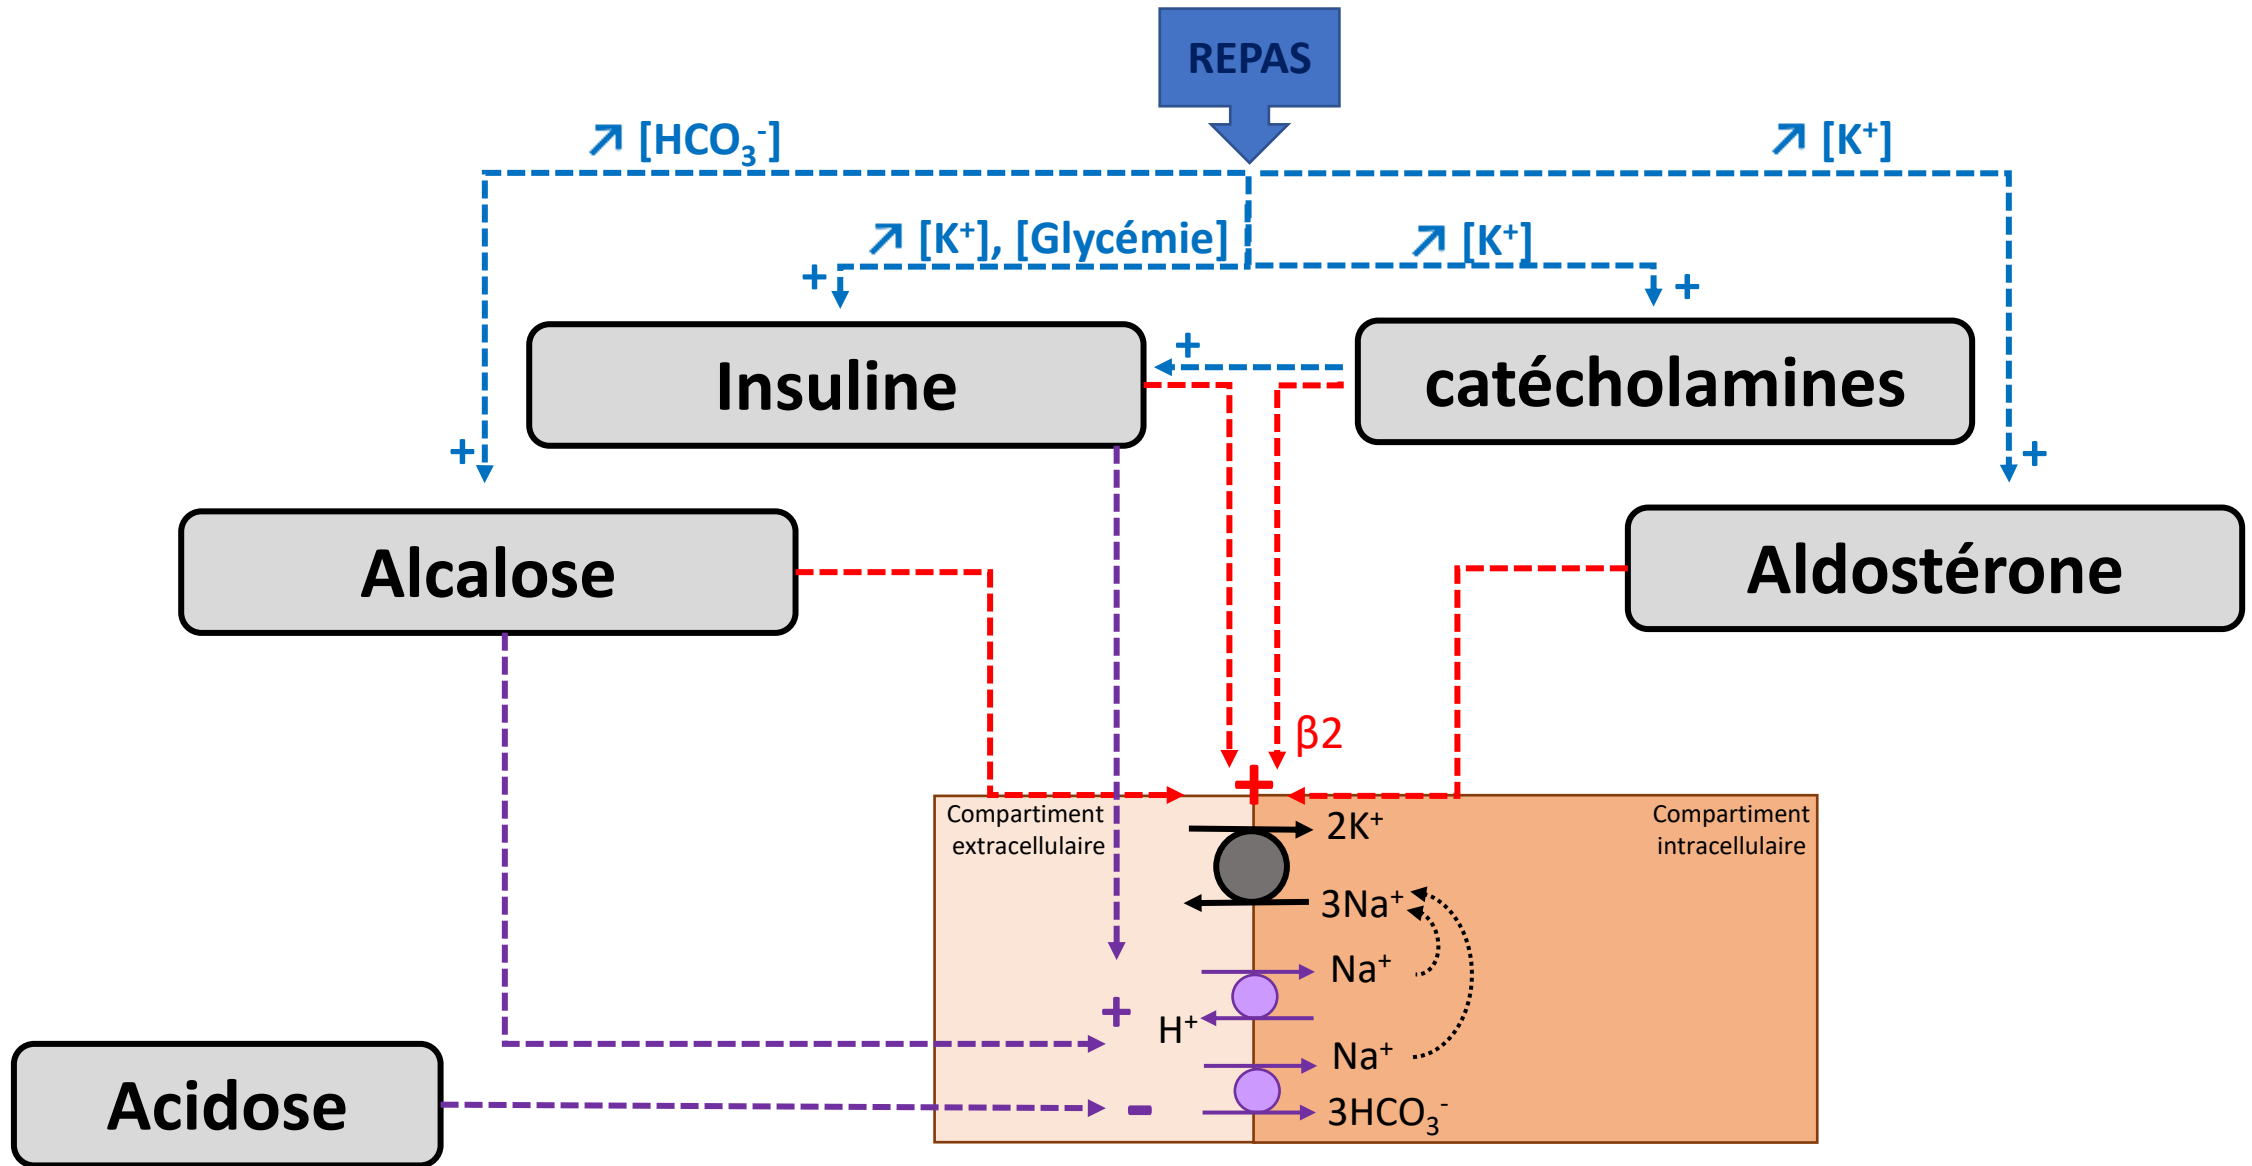 REPAS
↗ [HCO₃⁻]
↗ [K⁺]
↗ [K⁺], [Glycémie]
↗ [K⁺]
+
+
+
Insuline
catécholamines
+
+
Alcalose
Aldostérone
β2
+
Compartiment
extracellulaire
Compartiment
intracellulaire
2K⁺
3Na⁺
Na⁺
+
H⁺
Na⁺
Acidose
-
3HCO₃⁻